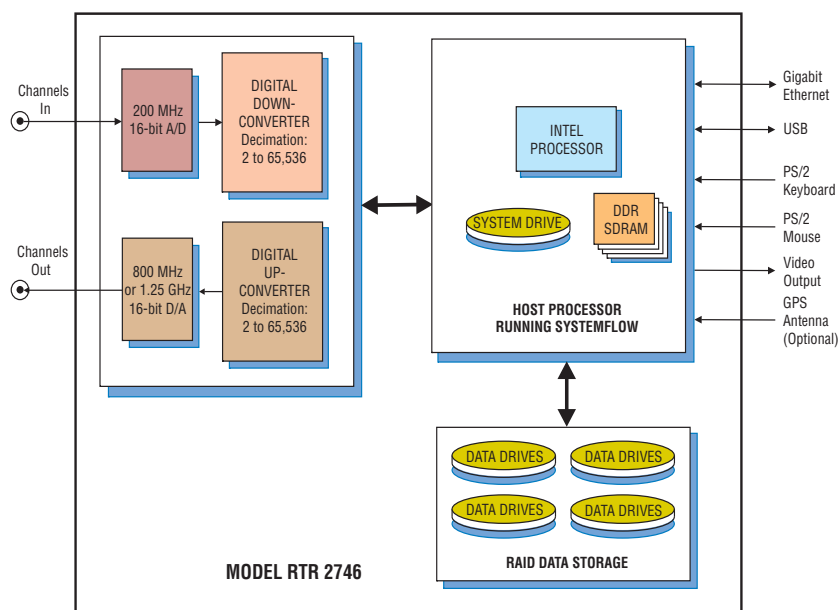 Channels
In
200 MHz
16-bit A/D
DIGITAL
DOWN-
CONVERTER
Decimation:
2 to 65,536
Channels
Out
800 MHz
or 1.25 GHz
16-bit D/A
DIGITAL
UP-
CONVERTER
Decimation:
2 to 65,536
INTEL
PROCESSOR
SYSTEM DRIVE
DDR
SDRAM
HOST PROCESSOR
RUNNING SYSTEMFLOW
Gigabit
Ethernet
USB
PS/2
Keyboard
PS/2
Mouse
Video
Output
GPS
Antenna
(Optional)
DATA DRIVES
DATA DRIVES
DATA DRIVES
DATA DRIVES
RAID DATA STORAGE
MODEL RTR 2746